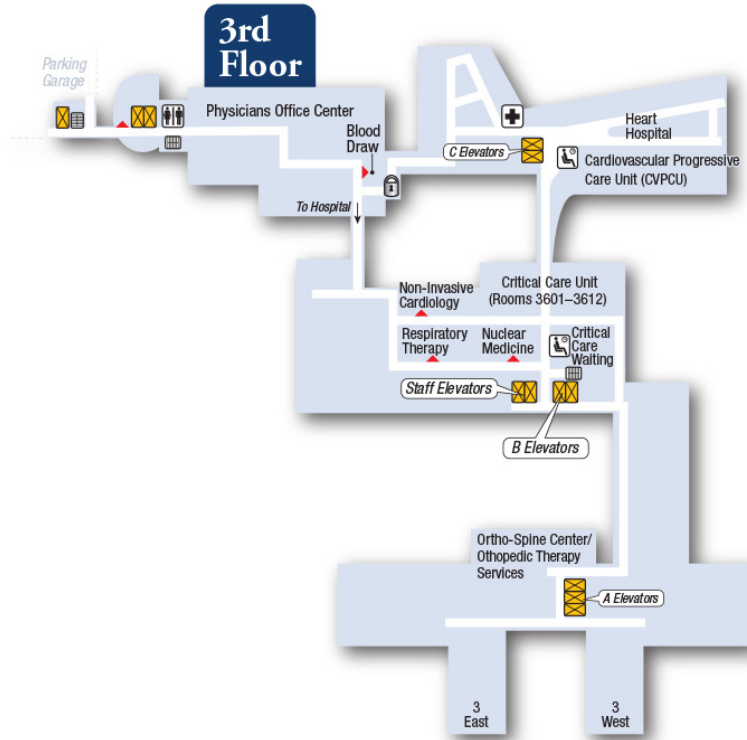 3rd
Floor
Parking
Garage
Physicians Office Center
Blood
Draw
To Hospital
C Elevators
Heart
Hospital
Cardiovascular Progressive
Care Unit (CVPCU)
Non-Invasive
Cardiology
Critical Care Unit
(Rooms 3601–3612)
Respiratory
Therapy
Nuclear
Medicine
Critical
Care
Waiting
Staff Elevators
B Elevators
Ortho-Spine Center/
Othopedic Therapy
Services
A Elevators
3
East
3
West